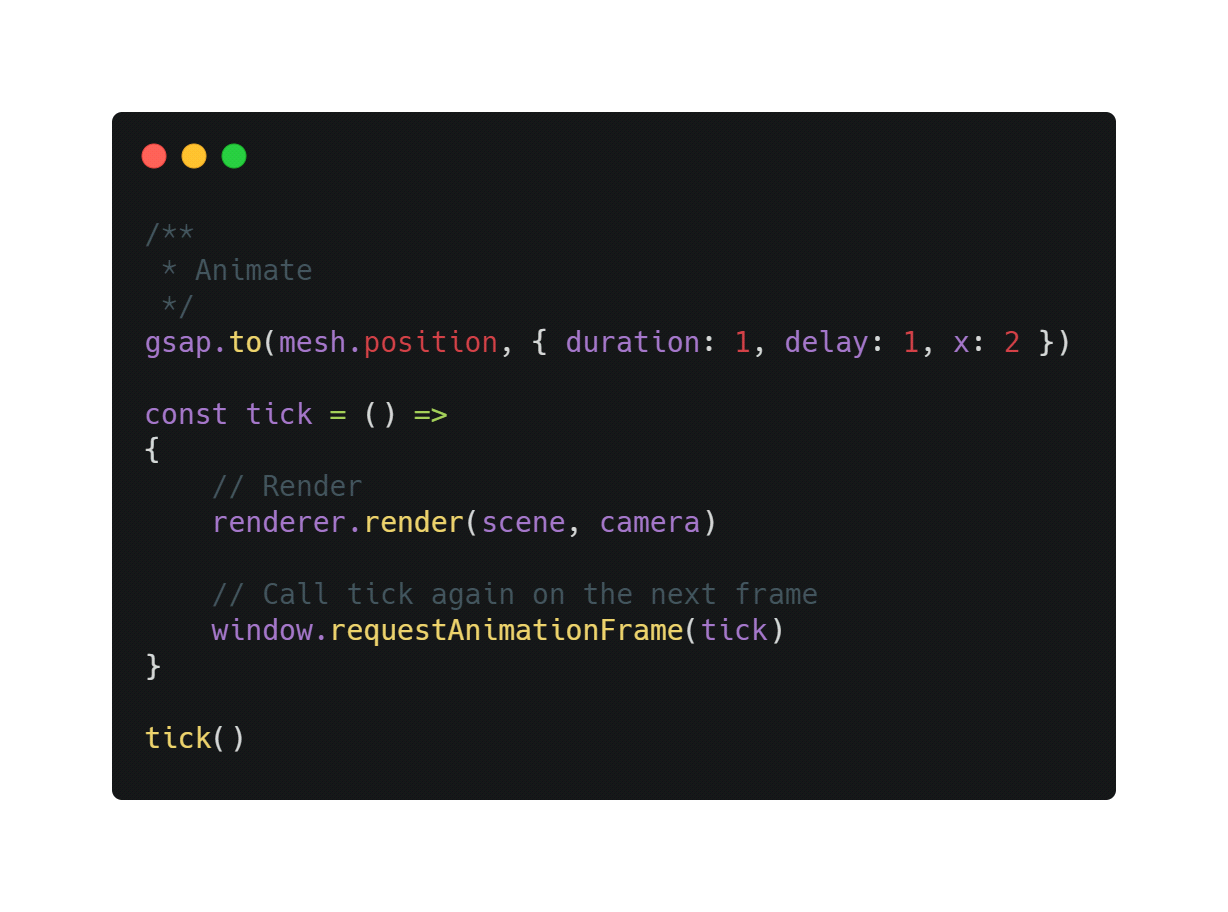 /**
 * Animate
 */
gsap.to(mesh.position, { duration: 1, delay: 1, x: 2 })

const tick = () =>
{
    // Render
    renderer.render(scene, camera)

    // Call tick again on the next frame
    window.requestAnimationFrame(tick)
}

tick()